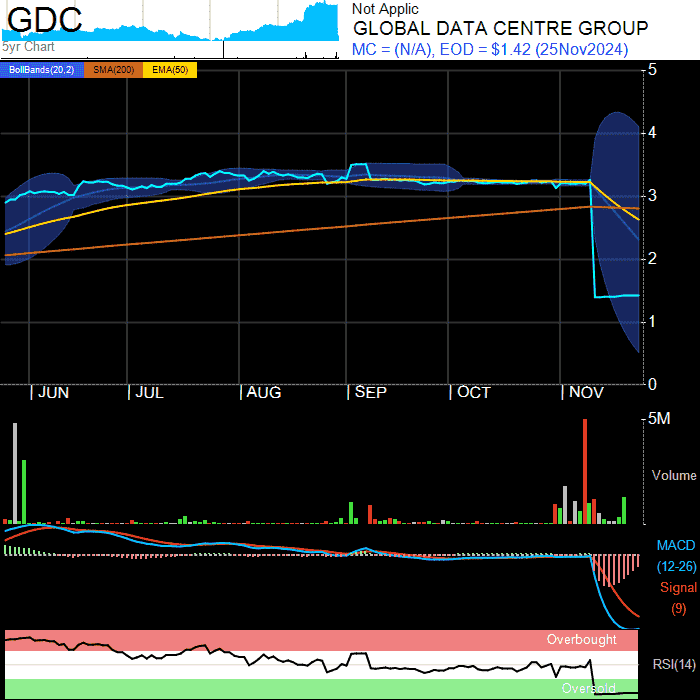 GDC
5yr Chart
Not Applic
GLOBAL DATA CENTRE GROUP
MC = (N/A), EOD = $1.42 (25Nov2024)
BollBands(20,2) SMA(200) EMA(50)
5
4
3
2
1
0
JUN JUL AUG SEP OCT NOV
5M
Volume
MACD
(12-26)
Signal
(9)
Overbought
RSI(14)
Oversold